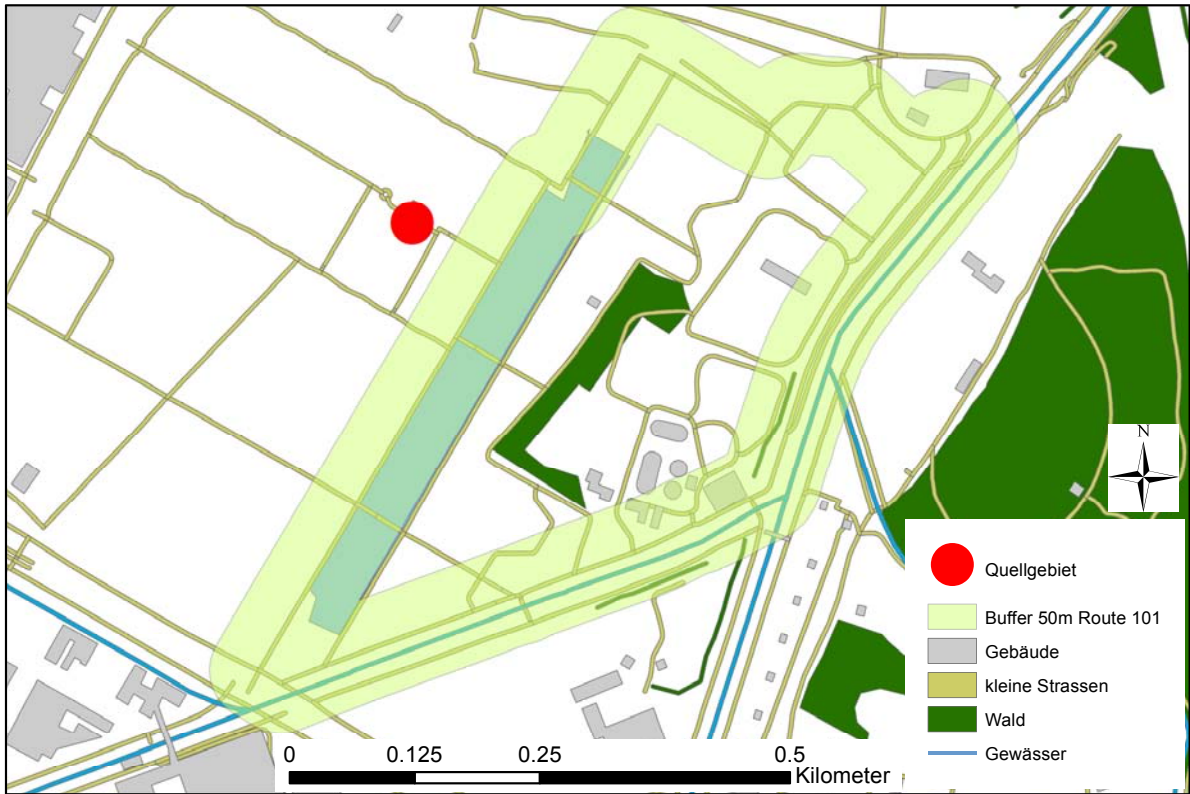 N
Quellgebiet
Buffer 50m Route 101
Gebäude
kleine Strassen
Wald
Gewässer
0 0.125 0.25 0.5
Kilometer